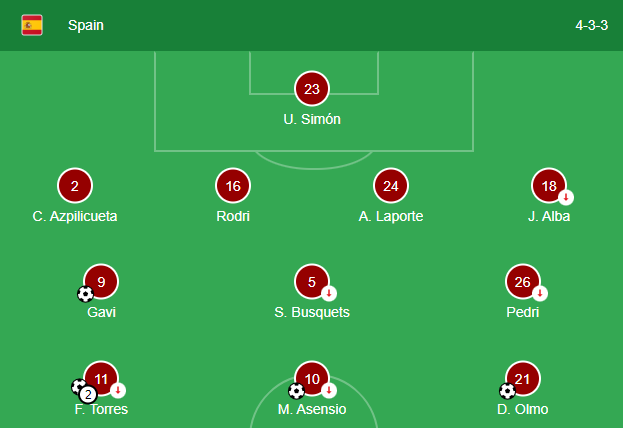 Spain 4-3-3
23
U. Simón
2 16 24 18
C. Azpilicueta Rodri A. Laporte J. Alba
9 5 26
Gavi S. Busquets Pedri
11 10 21
2
F. Torres M. Asensio D. Olmo